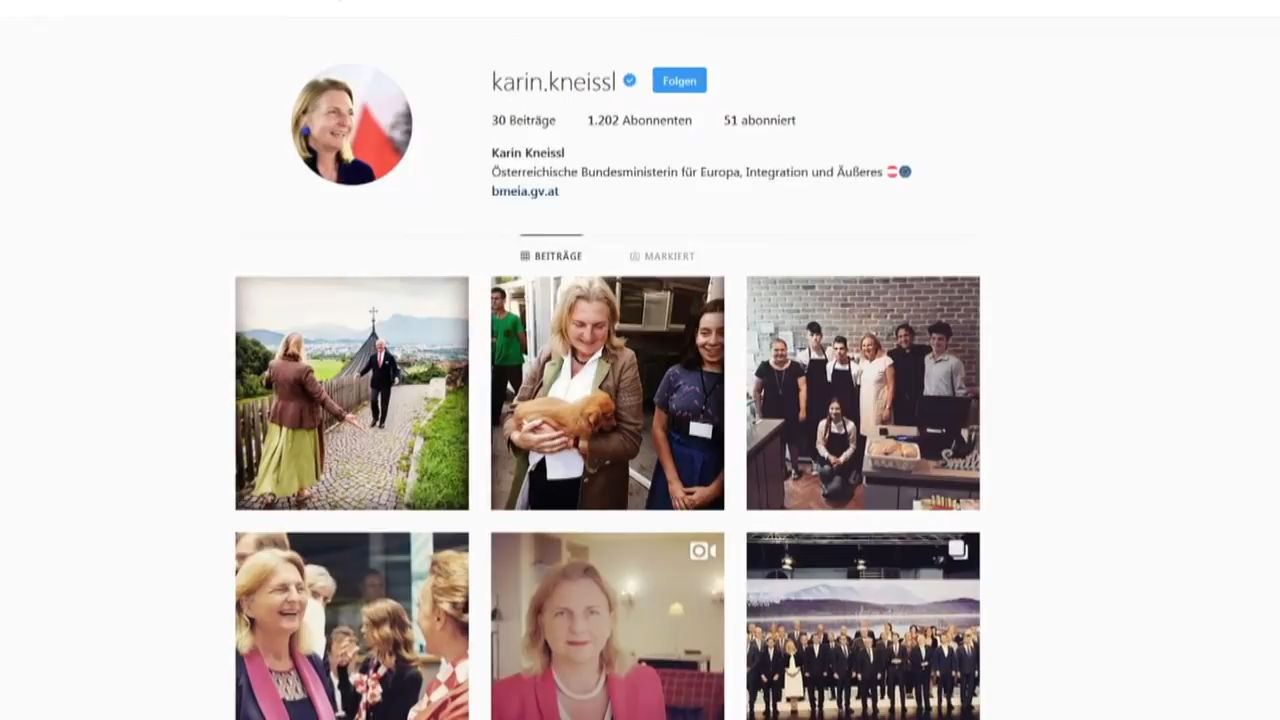 karin.kneissl Folgen
30 Beiträge 1.202 Abonnenten 51 abonniert
Karin Kneissl
Österreichische Bundesministerin für Europa, Integration und Äußeres
bmeia.gv.at
BEITRÄGE MARKIERT